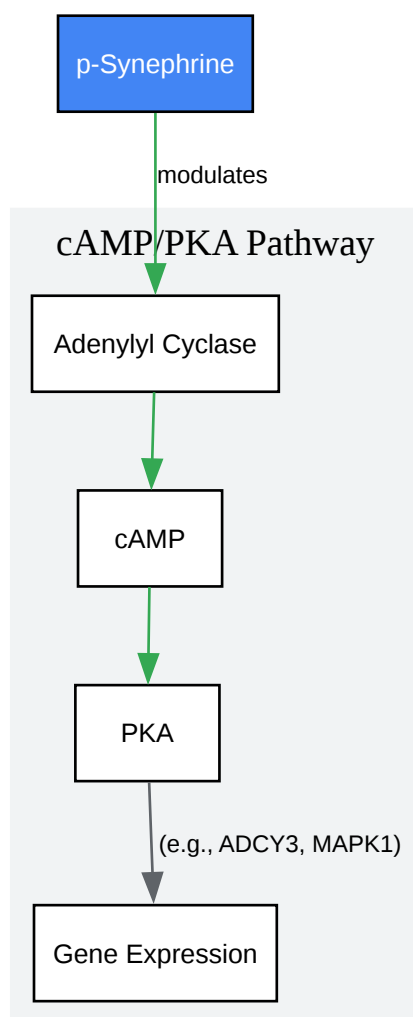 p-Synephrine
modulates
cAMP/PKA Pathway
Adenylyl Cyclase
cAMP
PKA
(e.g., ADCY3, MAPK1)
Gene Expression